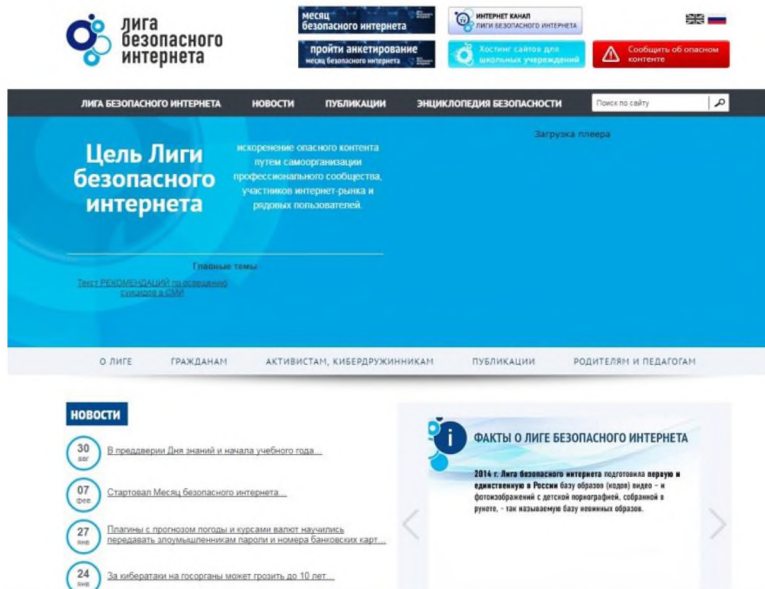 лига
безопасного
интернета
месяц
безопасного интернета
ИНТЕРНЕТ КАНАЛ
ЛИГИ БЕЗОПАСНОГО ИНТЕРНЕТА
пройти анкетирование
месяц безопасного интернета
Хостинг сайтов для
школьных учереждений
Сообщить об опасном
контенте
ЛИГА БЕЗОПАСНОГО ИНТЕРНЕТА НОВОСТИ ПУБЛИКАЦИИ ЭНЦИКЛОПЕДИЯ БЕЗОПАСНОСТИ Поиск по сайту
Цель Лиги
безопасного
интернета
искоренение опасного контента
путем самоорганизации
профессионального сообщества,
участников интернет-рынка и
рядовых пользователей.
Загрузка плеера
Главные темы
Текст РЕКОМЕНДАЦИЙ по освещению
суицидов в СМИ
О ЛИГЕ ГРАЖДАНАМ АКТИВИСТАМ, КИБЕРДРУЖИННИКАМ ПУБЛИКАЦИИ РОДИТЕЛЯМ И ПЕДАГОГАМ
НОВОСТИ
30
авг
В преддверии Дня знаний и начала учебного года...
07
фев
Стартовал Месяц безопасного интернета...
27
янв
Плагины с прогнозом погоды и курсами валют научились
передавать злоумышленникам пароли и номера банковских карт...
24
янв
За кибератаки на госорганы может грозить до 10 лет...
i
ФАКТЫ О ЛИГЕ БЕЗОПАСНОГО ИНТЕРНЕТА
2014 г. Лига безопасного интернета подготовила первую и
единственную в России базу образов (кодов) видео – и
фотоизображений с детской порнографией, собранной в
рунете, - так называемую базу невинных образов.